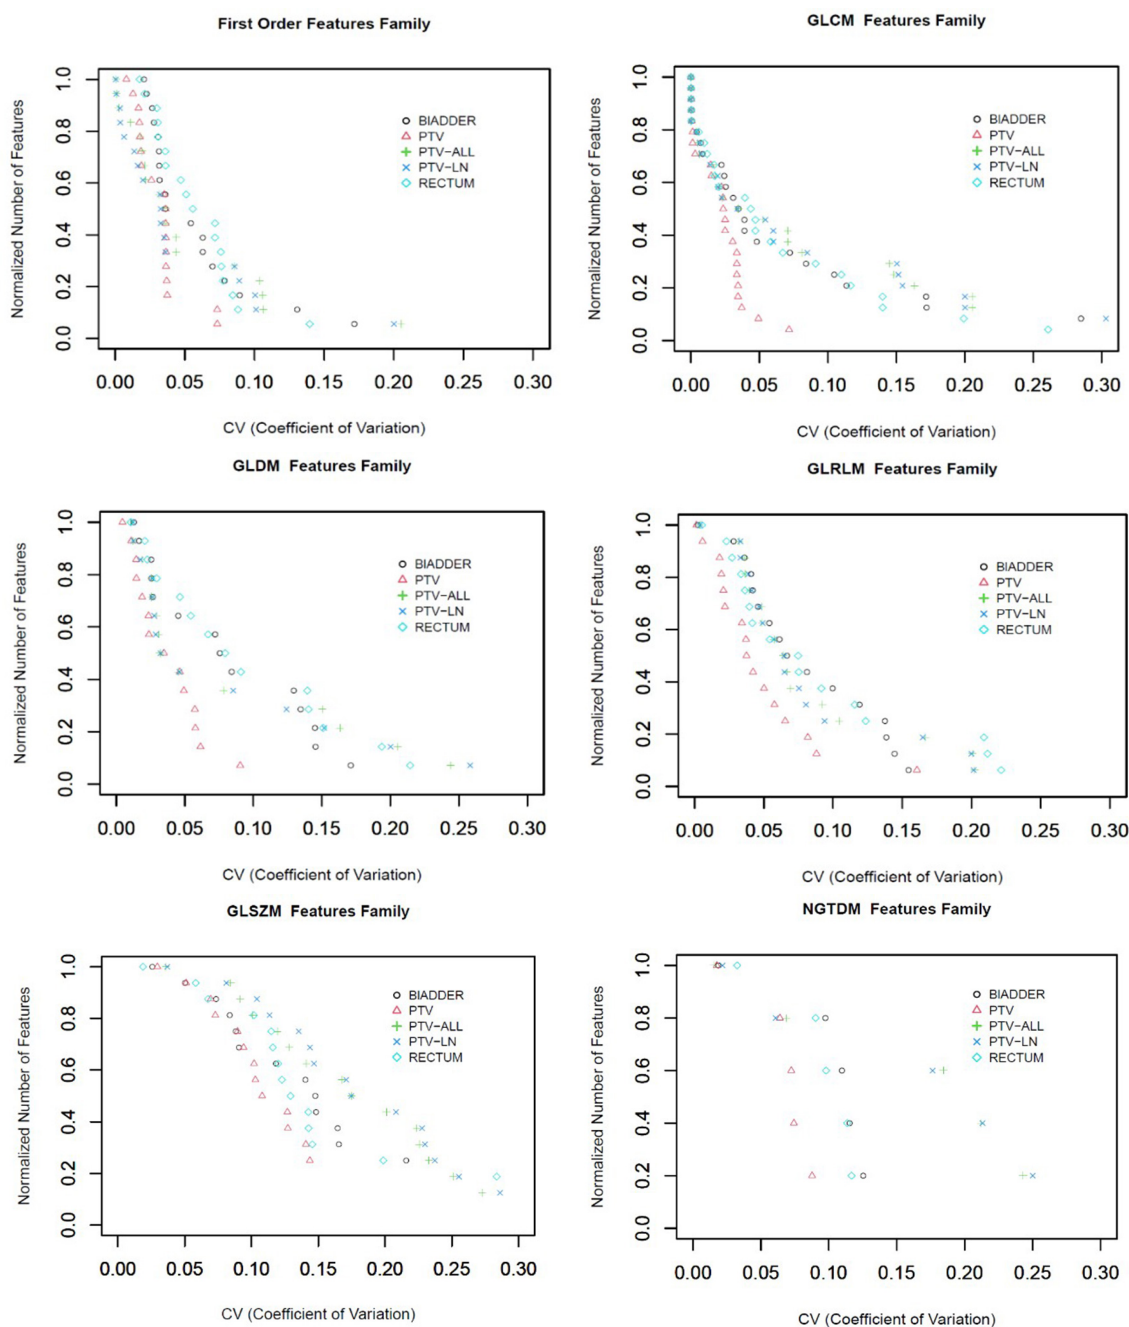 First Order Features Family
Normalized Number of Features
1.0
0.8
0.6
0.4
0.2
0.0
BIADDER
PTV
PTV-ALL
PTV-LN
RECTUM
0.00 0.05 0.10 0.15 0.20 0.25 0.30
CV (Coefficient of Variation)
GLCM Features Family
Normalized Number of Features
1.0
0.8
0.6
0.4
0.2
0.0
BIADDER
PTV
PTV-ALL
PTV-LN
RECTUM
0.00 0.05 0.10 0.15 0.20 0.25 0.30
CV (Coefficient of Variation)
GLDM Features Family
Normalized Number of Features
1.0
0.8
0.6
0.4
0.2
0.0
BIADDER
PTV
PTV-ALL
PTV-LN
RECTUM
0.00 0.05 0.10 0.15 0.20 0.25 0.30
CV (Coefficient of Variation)
GLRLM Features Family
Normalized Number of Features
1.0
0.8
0.6
0.4
0.2
0.0
BIADDER
PTV
PTV-ALL
PTV-LN
RECTUM
0.00 0.05 0.10 0.15 0.20 0.25 0.30
CV (Coefficient of Variation)
GLSZM Features Family
Normalized Number of Features
1.0
0.8
0.6
0.4
0.2
0.0
BIADDER
PTV
PTV-ALL
PTV-LN
RECTUM
0.00 0.05 0.10 0.15 0.20 0.25 0.30
CV (Coefficient of Variation)
NGTDM Features Family
Normalized Number of Features
1.0
0.8
0.6
0.4
0.2
0.0
BIADDER
PTV
PTV-ALL
PTV-LN
RECTUM
0.00 0.05 0.10 0.15 0.20 0.25 0.30
CV (Coefficient of Variation)